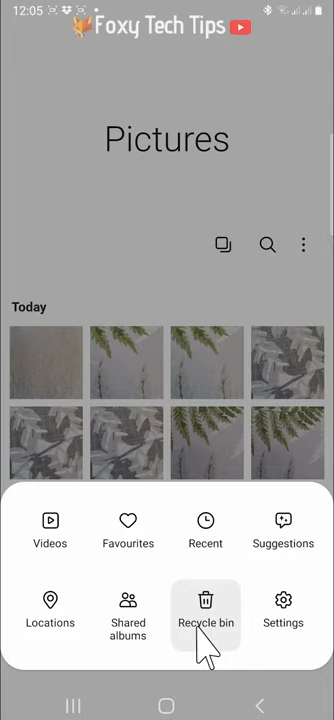 12:05
Foxy Tech Tips
Pictures
Today
Videos
Favourites
Recent
Suggestions
Locations
Shared
albums
Recycle bin
Settings